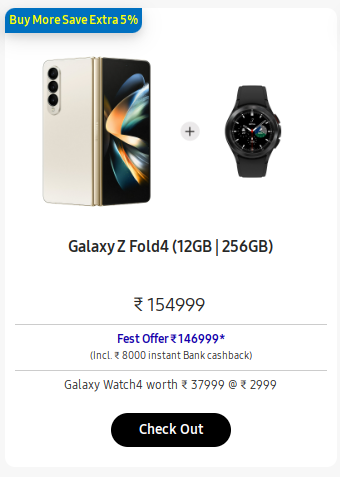 Buy More Save Extra 5%
Galaxy Z Fold4 (12GB | 256GB)
₹ 154999
Fest Offer ₹146999*
(Incl. ₹ 8000 instant Bank cashback)
Galaxy Watch4 worth ₹ 37999 @ ₹ 2999
Check Out